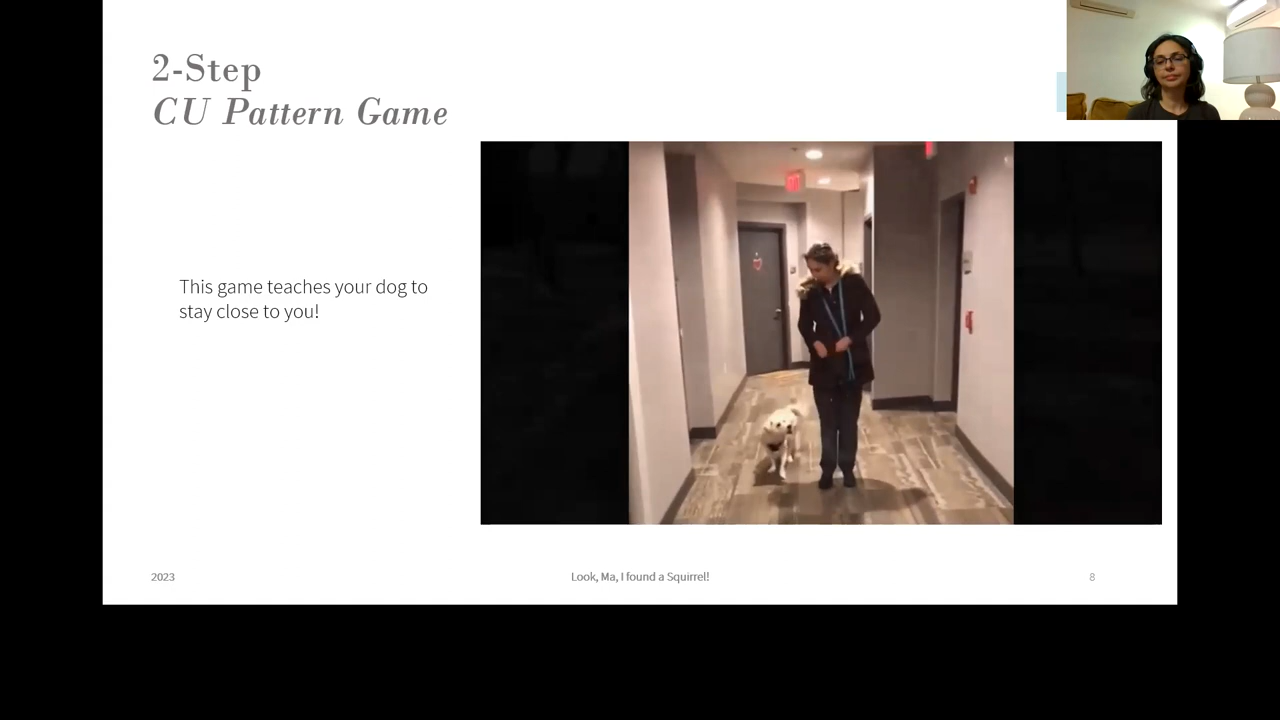 2-Step
CU Pattern Game
EXIT
This game teaches your dog to
stay close to you!
2023
Look, Ma, I found a Squirrel!
8